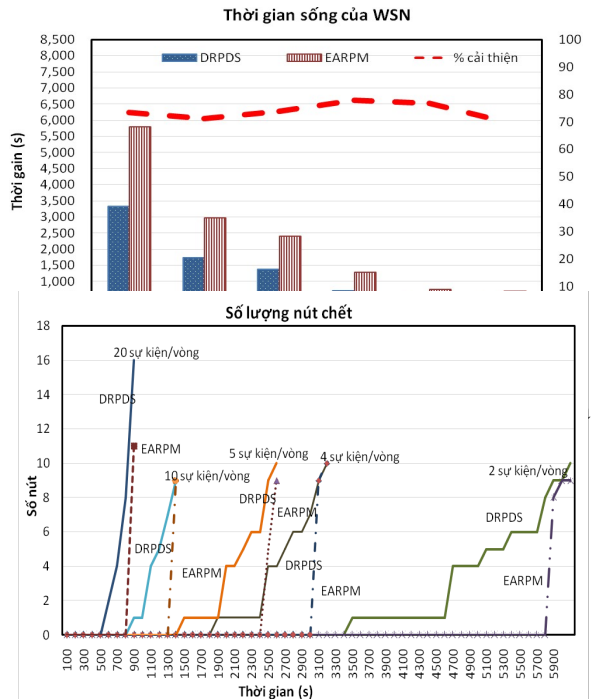 Thời gian sống của WSN
8,500
8,000
7,500
7,000
6,500
6,000
5,500
5,000
4,500
4,000
3,500
3,000
2,500
2,000
1,500
1,000
Thời gain (s)
DRPDS
EARPM
% cải thiện
100
90
80
70
60
50
40
30
20
10
Số lượng nút chết
18
16
14
12
10
8
6
4
2
0
Số nút
20 sự kiện/vòng
DRPDS
EARPM
10 sự kiện/vòng
DRPDS
EARPM
5 sự kiện/vòng
DRPDS
EARPM
4 sự kiện/vòng
DRPDS
EARPM
2 sự kiện/vòng
DRPDS
EARPM
100
300
500
700
900
1100
1300
1500
1700
1900
2100
2300
2500
2700
2900
3100
3300
3500
3700
3900
4100
4300
4500
4700
4900
5100
5300
5500
5700
5900
Thời gian (s)